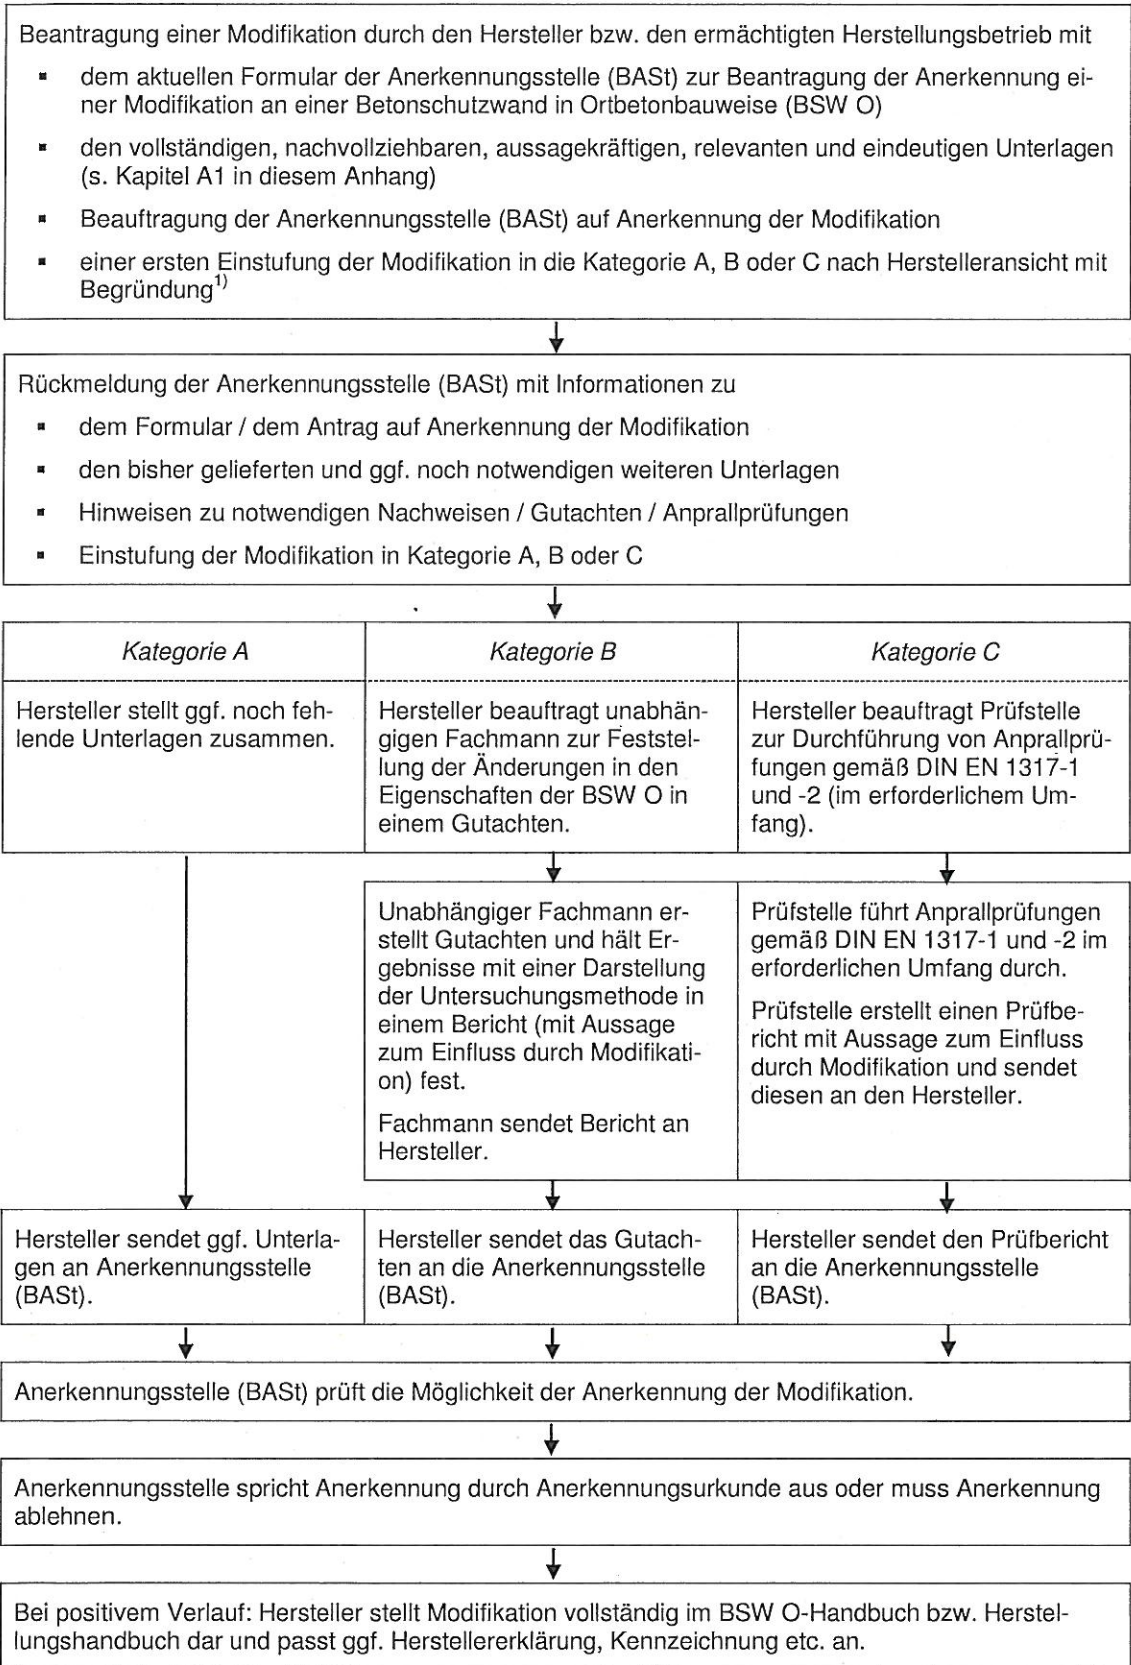 Beantragung einer Modifikation durch den Hersteller bzw. den ermächtigten Herstellungsbetrieb mit
▪ dem aktuellen Formular der Anerkennungsstelle (BASt) zur Beantragung der Anerkennung ei-
ner Modifikation an einer Betonschutzwand in Ortbetonbauweise (BSW O)
▪ den vollständigen, nachvollziehbaren, aussagekräftigen, relevanten und eindeutigen Unterlagen
(s. Kapitel A1 in diesem Anhang)
▪ Beauftragung der Anerkennungsstelle (BASt) auf Anerkennung der Modifikation
▪ einer ersten Einstufung der Modifikation in die Kategorie A, B oder C nach Herstelleransicht mit
Begründung1)
Rückmeldung der Anerkennungsstelle (BASt) mit Informationen zu
▪ dem Formular / dem Antrag auf Anerkennung der Modifikation
▪ den bisher gelieferten und ggf. noch notwendigen weiteren Unterlagen
▪ Hinweisen zu notwendigen Nachweisen / Gutachten / Anprallprüfungen
▪ Einstufung der Modifikation in Kategorie A, B oder C
Kategorie A
Hersteller stellt ggf. noch feh-
lende Unterlagen zusammen.
Kategorie B
Hersteller beauftragt unabhän-
gigen Fachmann zur Feststel-
lung der Änderungen in den
Eigenschaften der BSW O in
einem Gutachten.
Kategorie C
Hersteller beauftragt Prüfstelle
zur Durchführung von Anprallprü-
fungen gemäß DIN EN 1317-1
und -2 (im erforderlichem Um-
fang).
Unabhängiger Fachmann er-
stellt Gutachten und hält Er-
gebnisse mit einer Darstellung
der Untersuchungsmethode in
einem Bericht (mit Aussage
zum Einfluss durch Modifikati-
on) fest.
Fachmann sendet Bericht an
Hersteller.
Prüfstelle führt Anprallprüfungen
gemäß DIN EN 1317-1 und -2 im
erforderlichen Umfang durch.
Prüfstelle erstellt einen Prüfbe-
richt mit Aussage zum Einfluss
durch Modifikation und sendet
diesen an den Hersteller.
Hersteller sendet ggf. Unterla-
gen an Anerkennungsstelle
(BASt).
Hersteller sendet das Gutach-
ten an die Anerkennungsstelle
(BASt).
Hersteller sendet den Prüfbericht
an die Anerkennungsstelle
(BASt).
Anerkennungsstelle (BASt) prüft die Möglichkeit der Anerkennung der Modifikation.
Anerkennungsstelle spricht Anerkennung durch Anerkennungsurkunde aus oder muss Anerkennung
ablehnen.
Bei positivem Verlauf: Hersteller stellt Modifikation vollständig im BSW O-Handbuch bzw. Herstel-
lungshandbuch dar und passt ggf. Herstellererklärung, Kennzeichnung etc. an.